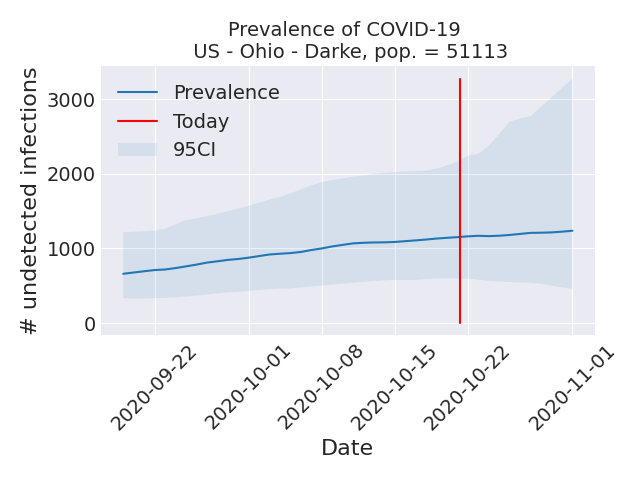 Prevalence of COVID-19
US - Ohio - Darke, pop. = 51113
# undetected infections
3000
2000
1000
0
Prevalence
Today
95CI
2020-09-22
2020-10-01
2020-10-08
2020-10-15
2020-10-22
2020-11-01
Date